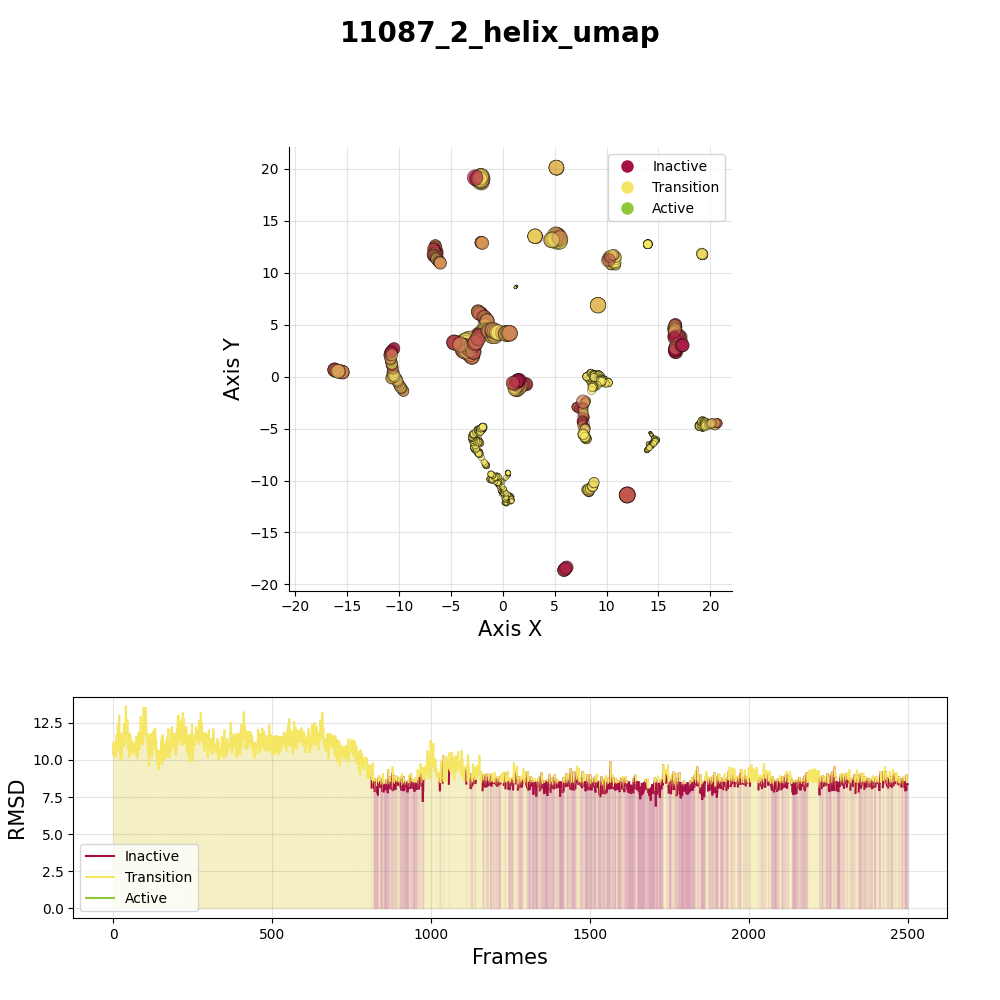 11087_2_helix_umap
20
15
10
5
0
−5
−10
−15
−20
Axis Y
Inactive
Transition
Active
−20 −15 −10 −5 0 5 10 15 20
Axis X
12.5
10.0
7.5
5.0
2.5
0.0
RMSD
Inactive
Transition
Active
0 500 1000 1500 2000 2500
Frames